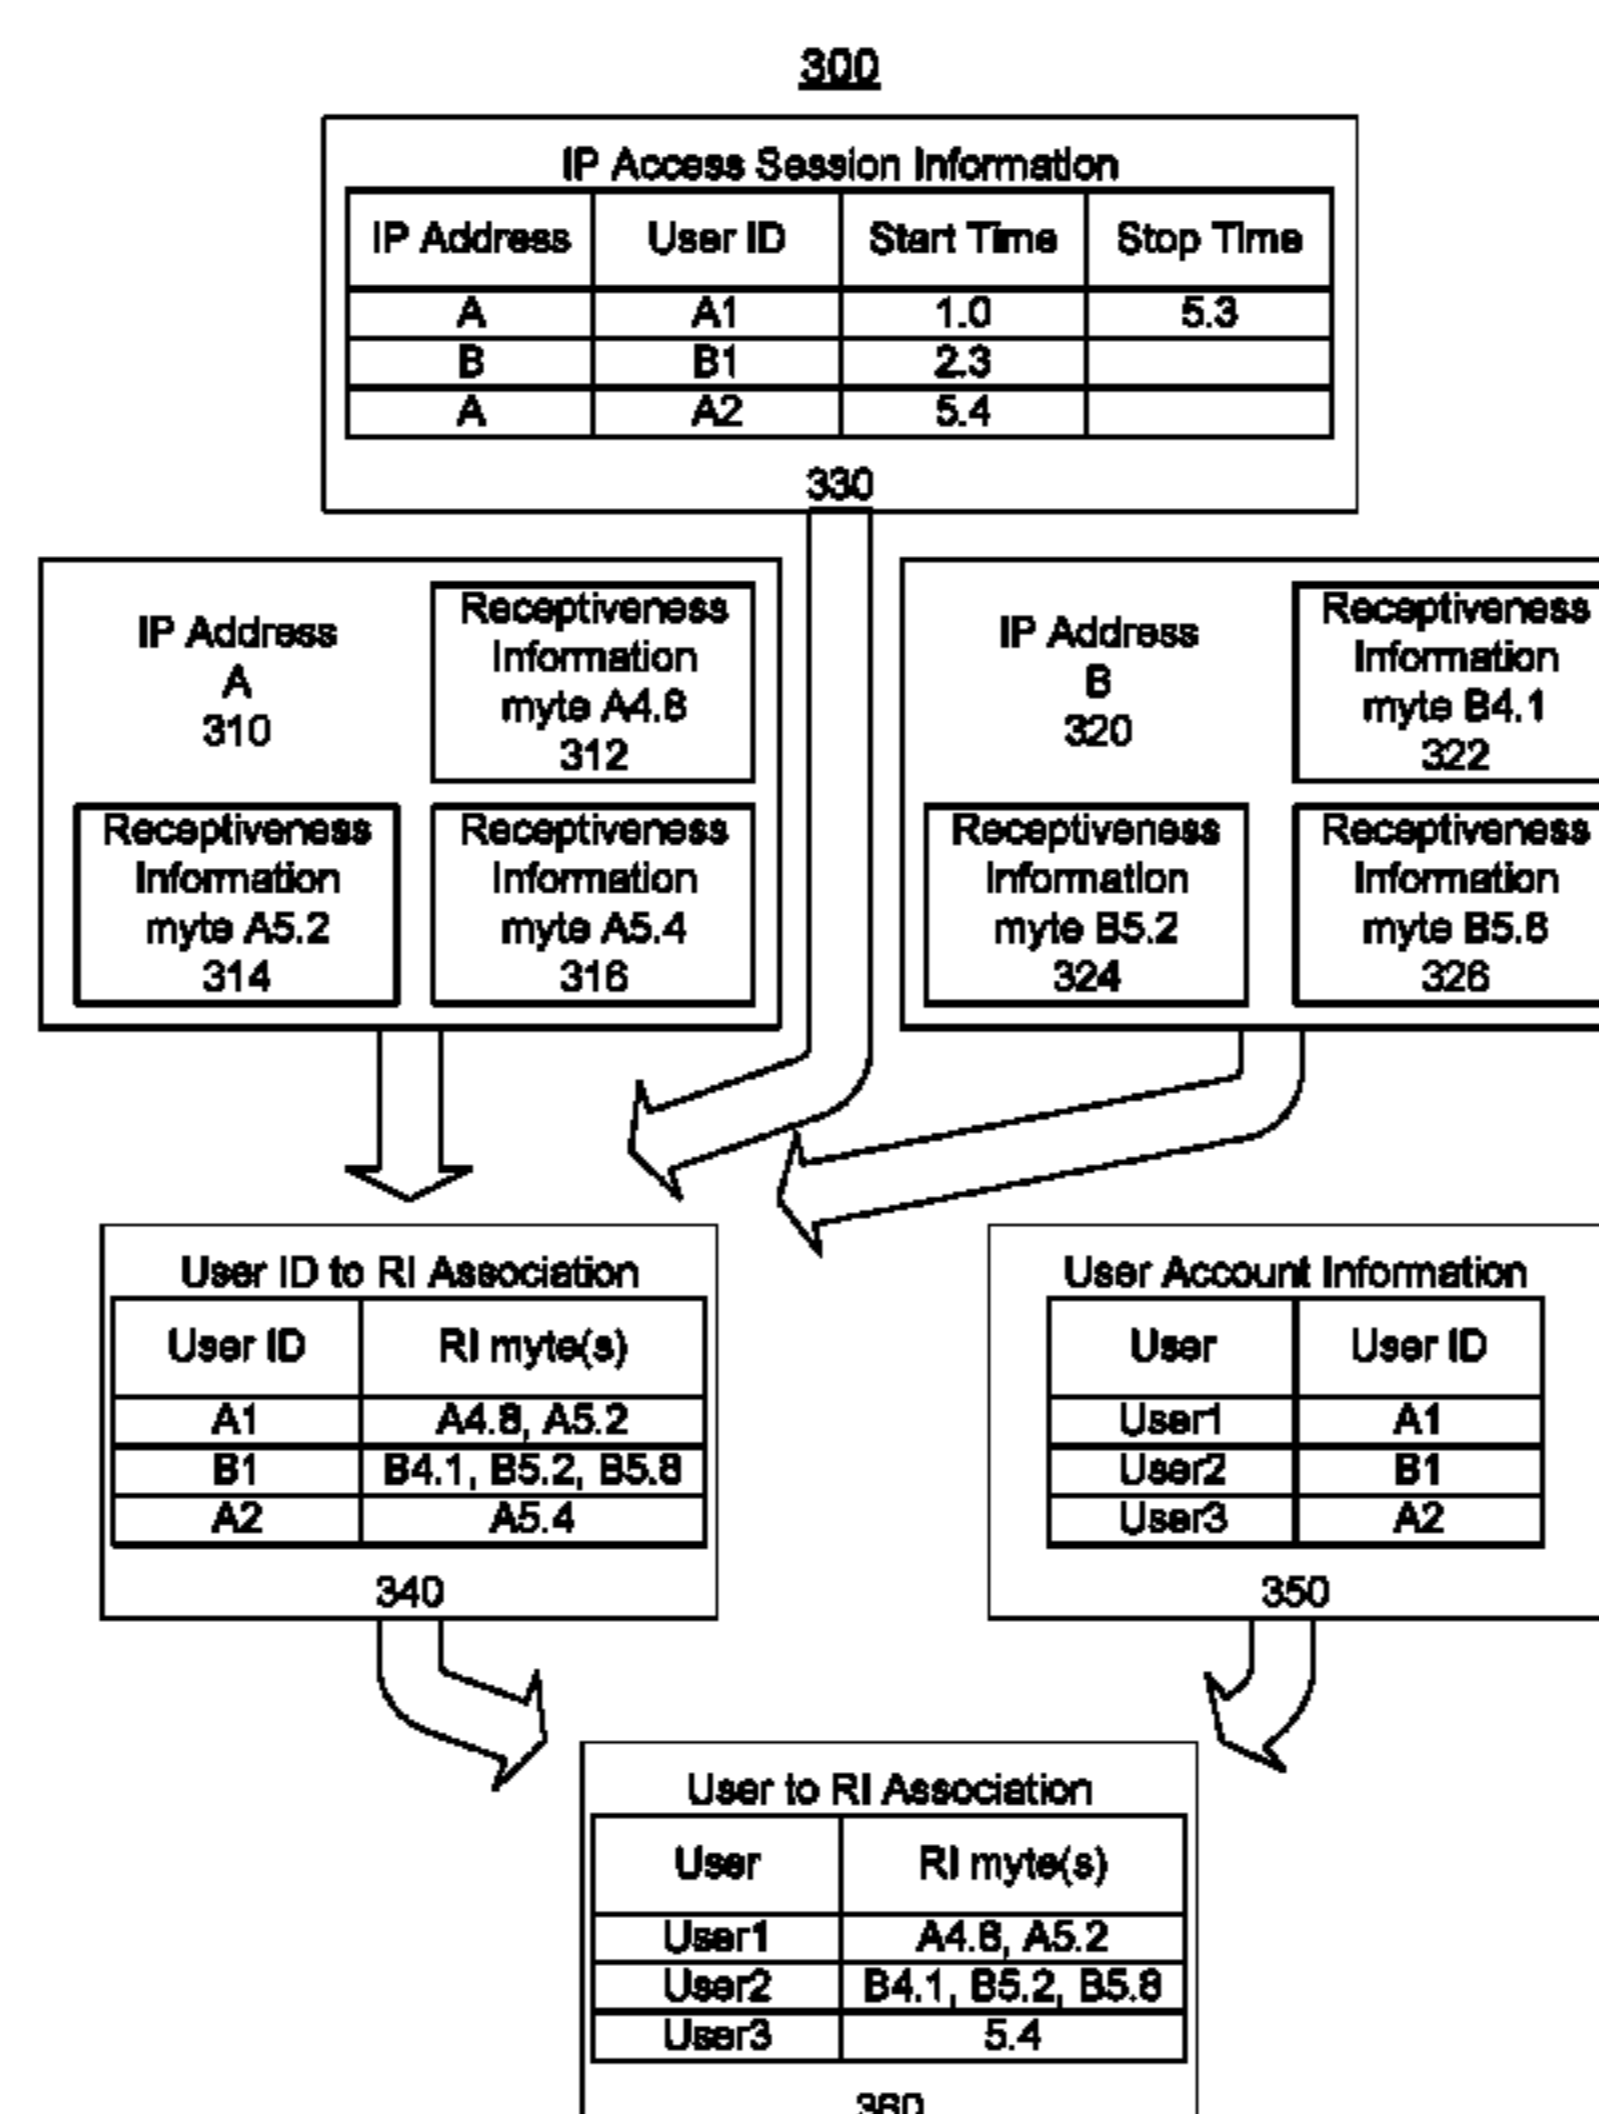 300
IP Access Session Information
IP Address User ID Start Time Stop Time
A A1 1.0 5.3
B B1 2.3
A A2 5.4
330
IP Address
A
310
Receptiveness
Information
myte A4.8
312
Receptiveness
Information
myte A5.2
314
Receptiveness
Information
myte A5.4
316
IP Address
B
320
Receptiveness
Information
myte B4.1
322
Receptiveness
Information
myte B5.2
324
Receptiveness
Information
myte B5.8
326
User ID to RI Association
User ID RI myte(s)
A1 A4.8, A5.2
B1 B4.1, B5.2, B5.8
A2 A5.4
340
User Account Information
User User ID
User1 A1
User2 B1
User3 A2
350
User to RI Association
User RI myte(s)
User1 A4.8, A5.2
User2 B4.1, B5.2, B5.8
User3 5.4
360